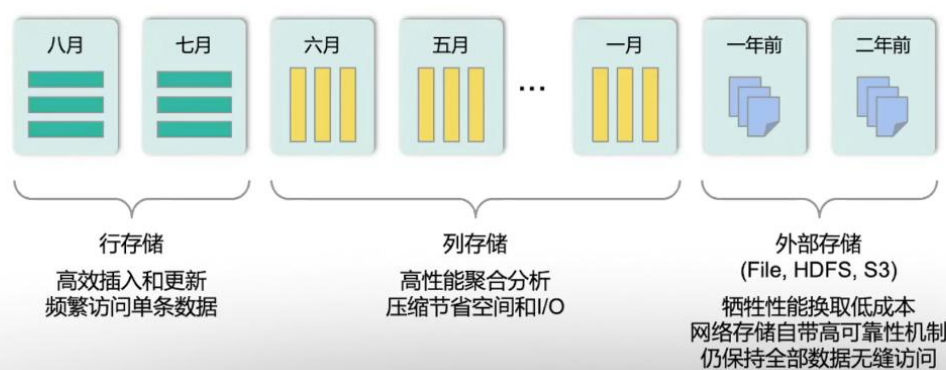 八月
七月
六月
五月
...
一月
一年前
二年前
行存储
高效插入和更新
频繁访问单条数据
列存储
高性能聚合分析
压缩节省空间和I/O
外部存储
(File, HDFS, S3)
牺牲性能换取低成本
网络存储自带高可靠性机制
仍保持全部数据无缝访问